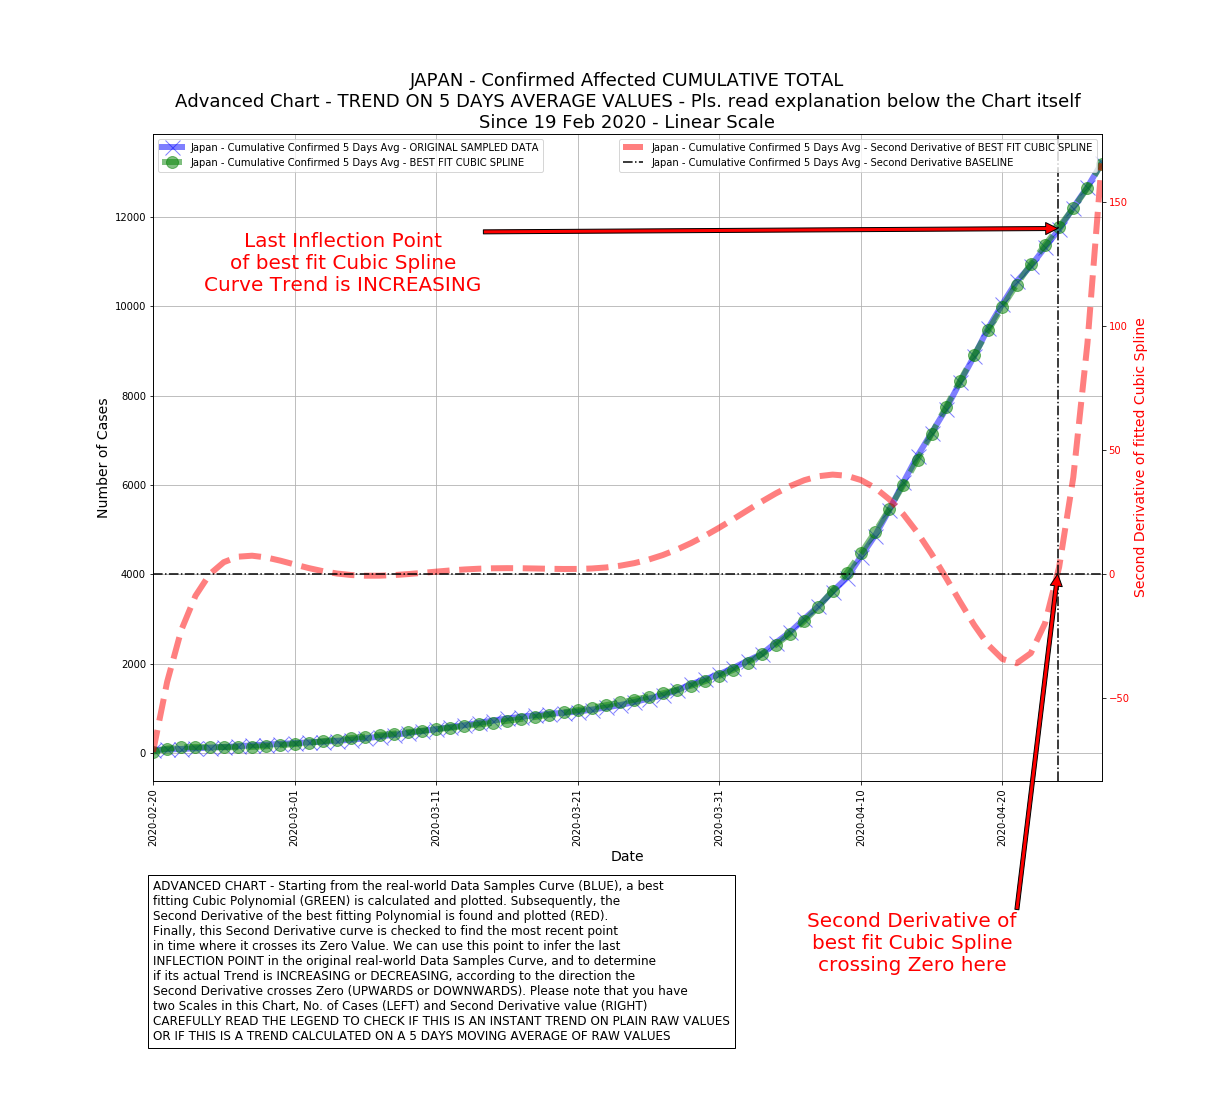 JAPAN - Confirmed Affected CUMULATIVE TOTAL
Advanced Chart - TREND ON 5 DAYS AVERAGE VALUES - Pls. read explanation below the Chart itself
Since 19 Feb 2020 - Linear Scale
Japan - Cumulative Confirmed 5 Days Avg - ORIGINAL SAMPLED DATA
Japan - Cumulative Confirmed 5 Days Avg - BEST FIT CUBIC SPLINE
Japan - Cumulative Confirmed 5 Days Avg - Second Derivative of BEST FIT CUBIC SPLINE
Japan - Cumulative Confirmed 5 Days Avg - Second Derivative BASELINE
Last Inflection Point
of best fit Cubic Spline
Curve Trend is INCREASING
Number of Cases
12000
10000
8000
6000
4000
2000
0
150
100
50
0
−50
Second Derivative of fitted Cubic Spline
2020-02-20
2020-03-01
2020-03-11
2020-03-21
2020-03-31
2020-04-10
2020-04-20
Date
ADVANCED CHART - Starting from the real-world Data Samples Curve (BLUE), a best
fitting Cubic Polynomial (GREEN) is calculated and plotted. Subsequently, the
Second Derivative of the best fitting Polynomial is found and plotted (RED).
Finally, this Second Derivative curve is checked to find the most recent point
in time where it crosses its Zero Value. We can use this point to infer the last
INFLECTION POINT in the original real-world Data Samples Curve, and to determine
if its actual Trend is INCREASING or DECREASING, according to the direction the
Second Derivative crosses Zero (UPWARDS or DOWNWARDS). Please note that you have
two Scales in this Chart, No. of Cases (LEFT) and Second Derivative value (RIGHT)
CAREFULLY READ THE LEGEND TO CHECK IF THIS IS AN INSTANT TREND ON PLAIN RAW VALUES
OR IF THIS IS A TREND CALCULATED ON A 5 DAYS MOVING AVERAGE OF RAW VALUES
Second Derivative of
best fit Cubic Spline
crossing Zero here